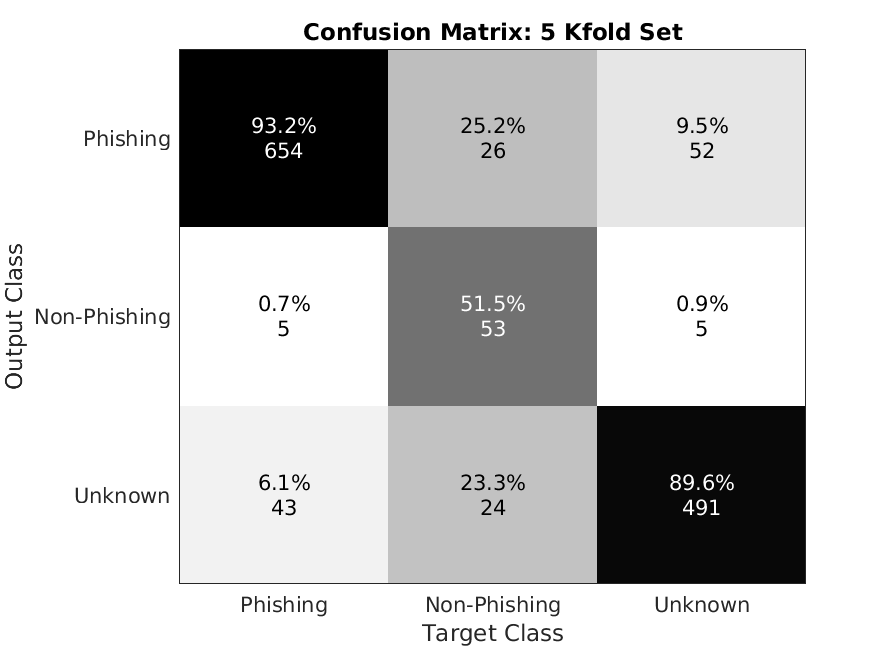 Confusion Matrix: 5 Kfold Set
Output Class
Phishing
93.2%
654
25.2%
26
9.5%
52
Non-Phishing
0.7%
5
51.5%
53
0.9%
5
Unknown
6.1%
43
23.3%
24
89.6%
491
Phishing
Non-Phishing
Unknown
Target Class